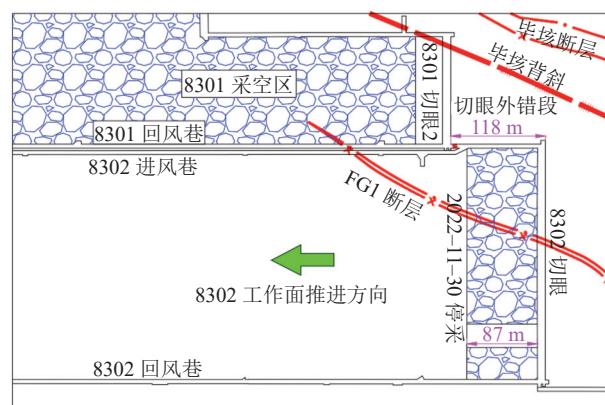 毕垓断层
毕垓背斜
8301 采空区
8301 切眼2
切眼外错段
118 m
8301 回风巷
8302 进风巷
FG1 断层
2022–11–30 停采
8302 切眼
8302 工作面推进方向
87 m
8302 回风巷